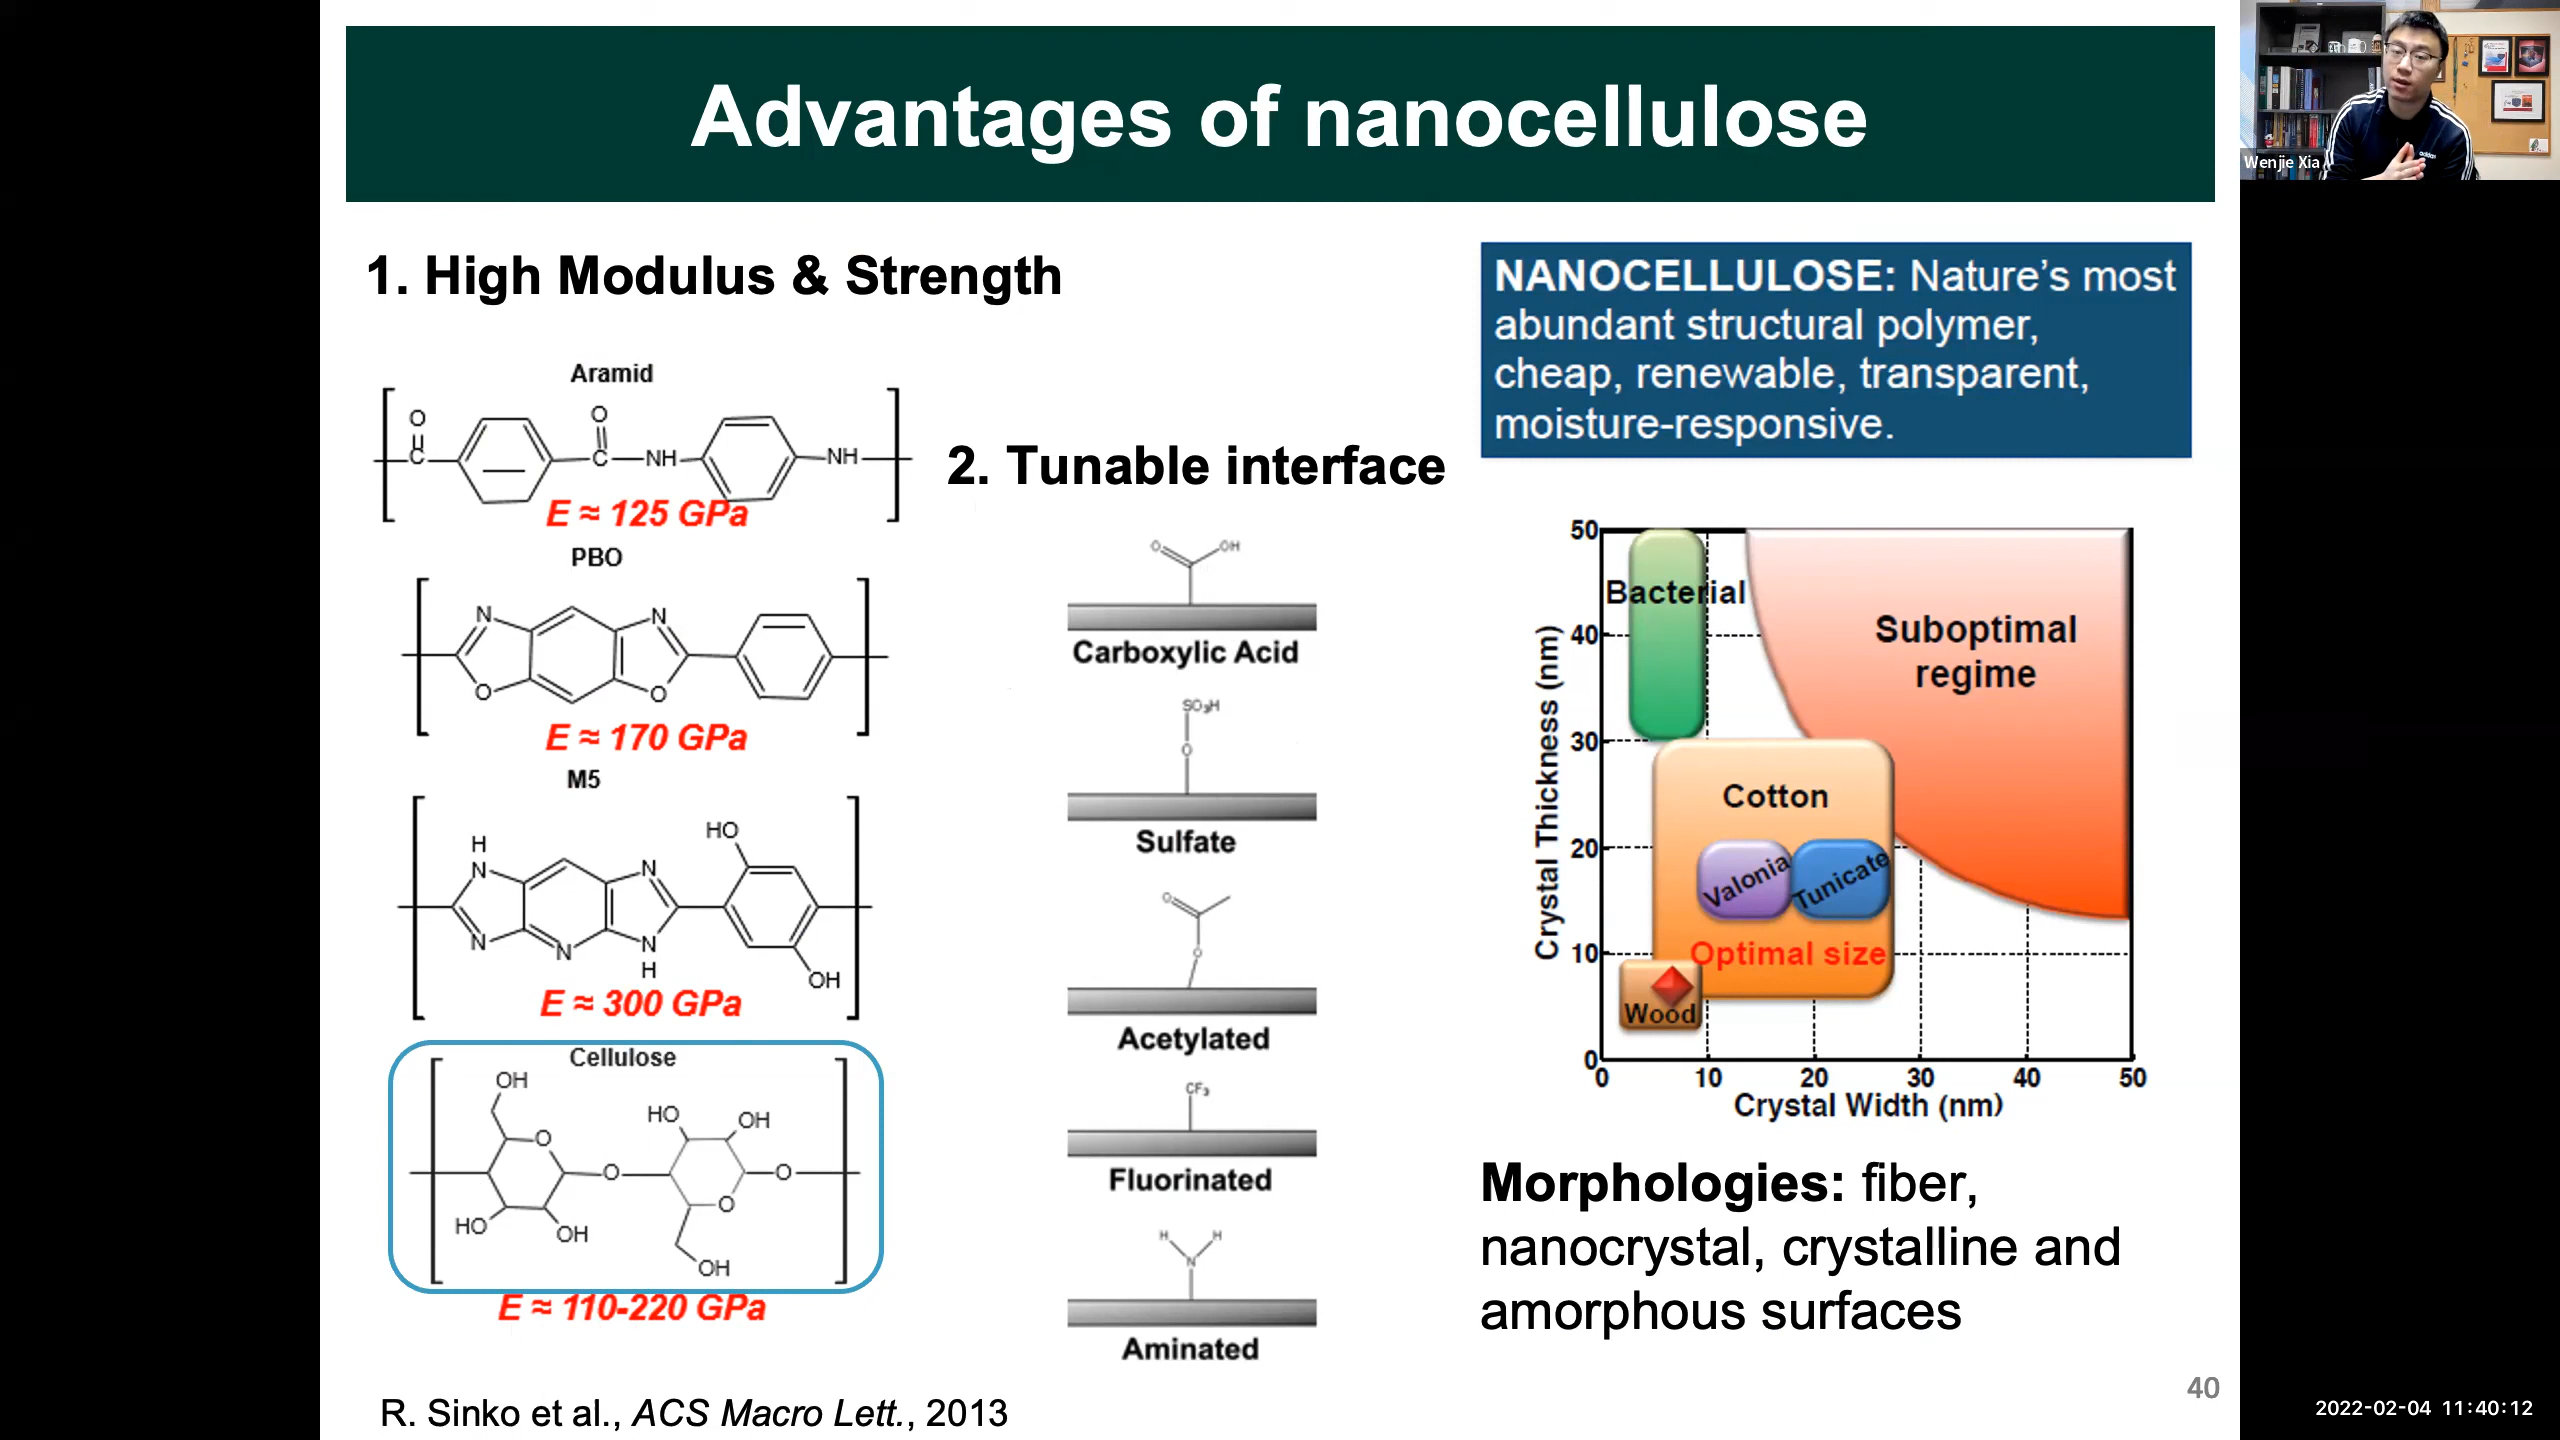 Advantages of nanocellulose
Wenjie Xia
1. High Modulus & Strength
Aramid
O
C
O
C
NH
NH
E ≈ 125 GPa
PBO
N
N
O
O
E ≈ 170 GPa
M5
H
N
N
N
N
N
H
HO
OH
E ≈ 300 GPa
Cellulose
OH
O
HO
OH
O
HO
OH
O
O
OH
E ≈ 110-220 GPa
R. Sinko et al., ACS Macro Lett., 2013
2. Tunable interface
O
OH
Carboxylic Acid
SO₃H
O
Sulfate
O
O
Acetylated
CF₃
Fluorinated
H
H
N
Aminated
NANOCELLULOSE: Nature’s most
abundant structural polymer,
cheap, renewable, transparent,
moisture-responsive.
Crystal Thickness (nm)
50
40
30
20
10
0
Bacterial
Suboptimal
regime
Cotton
Valonia
Tunicate
Optimal size
Wood
0
10
20
30
40
50
Crystal Width (nm)
Morphologies: fiber,
nanocrystal, crystalline and
amorphous surfaces
40
2022-02-04 11:40:12